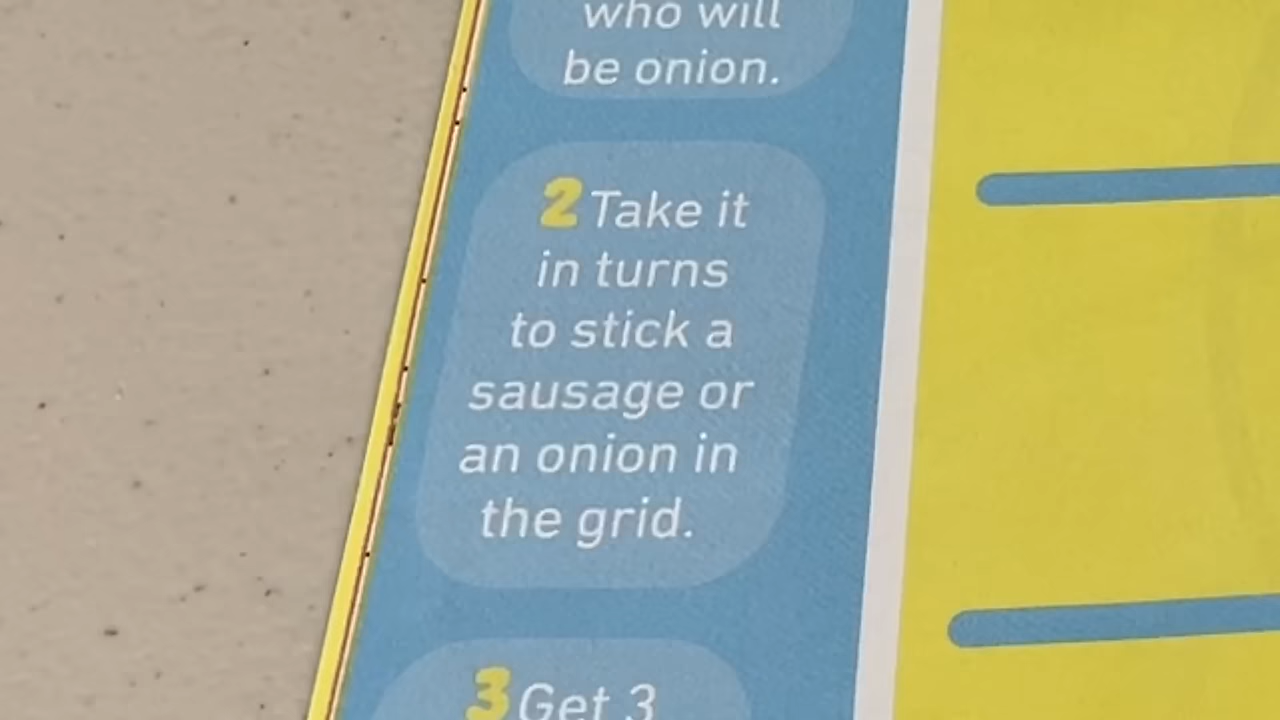 who will
be onion.
2 Take it
in turns
to stick a
sausage or
an onion in
the grid.
3 Get 3